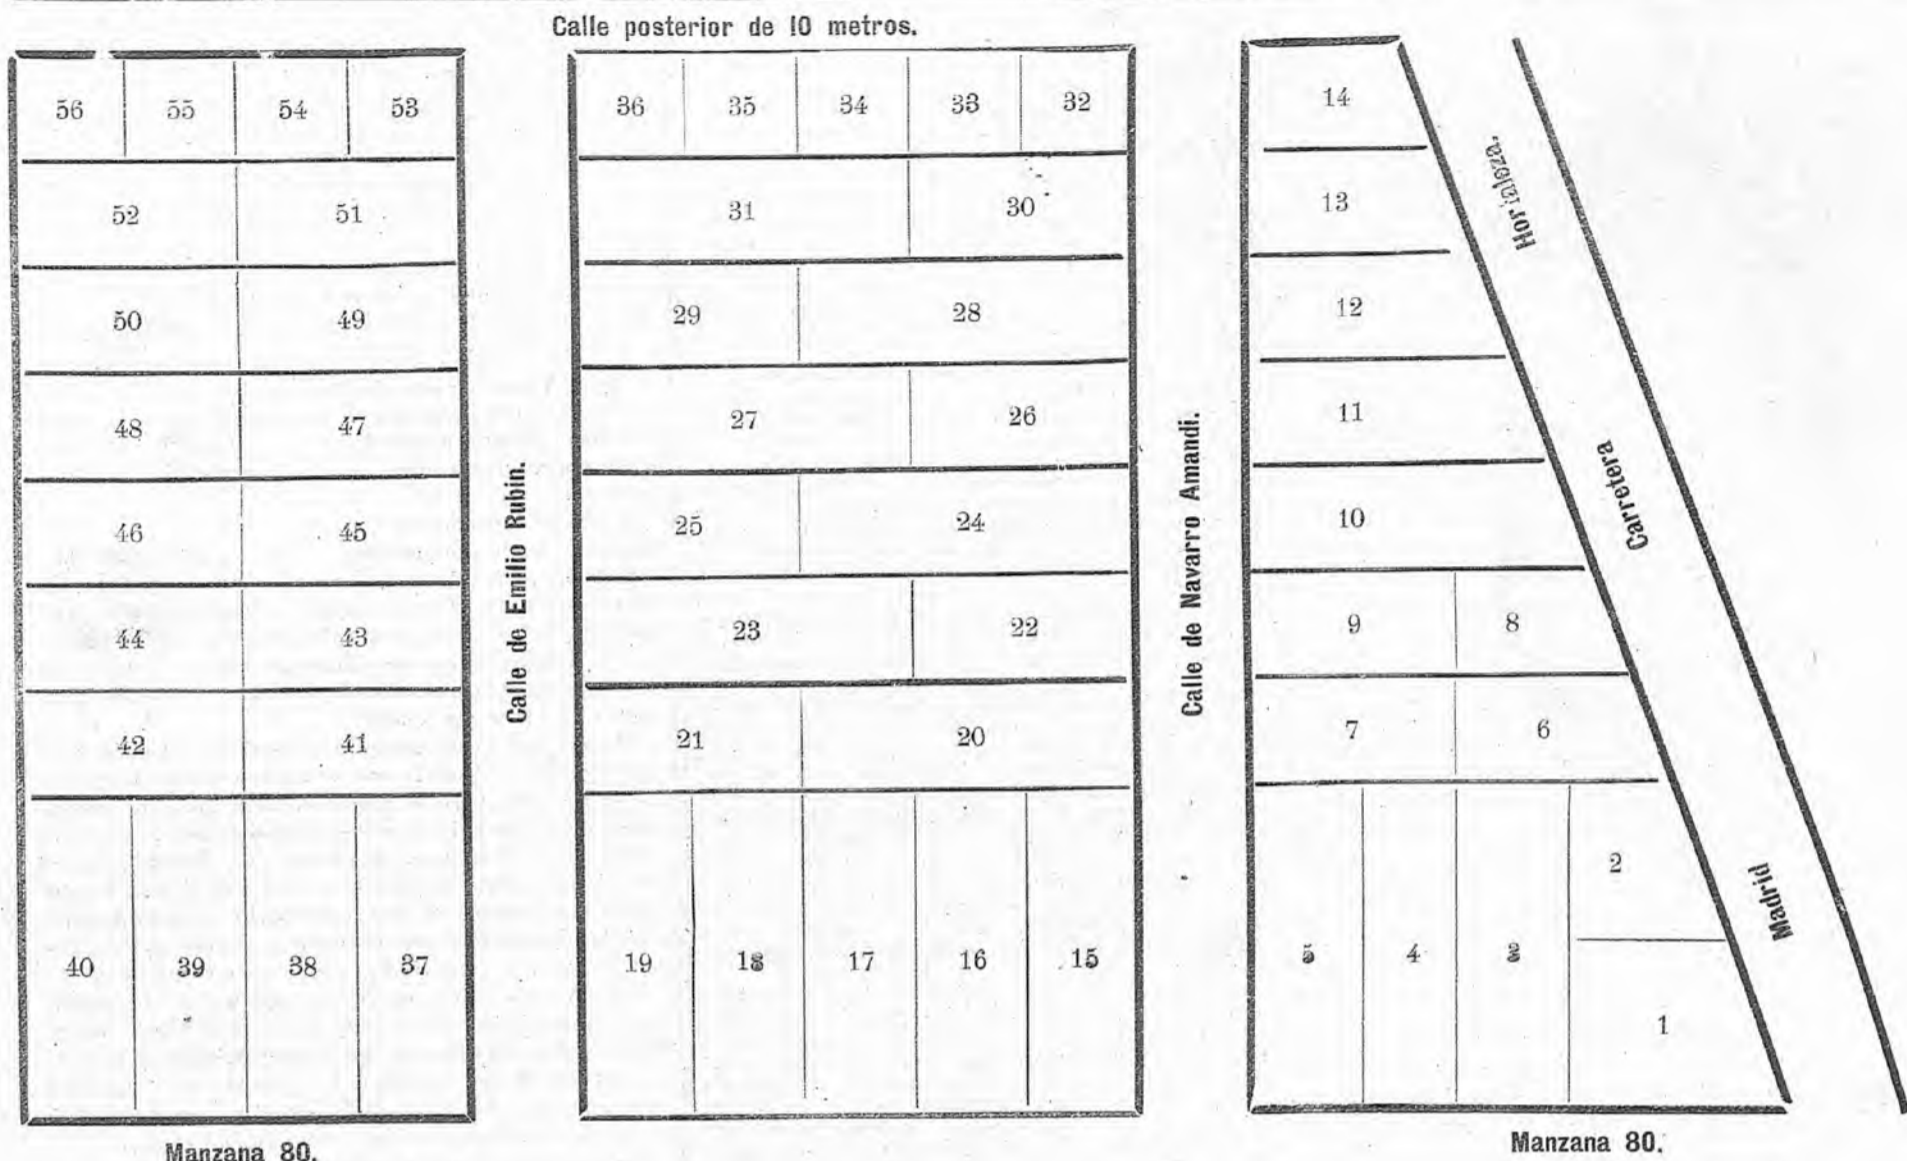 Calle posterior de 10 metros.
56 55 54 53
52 51
50 49
48 47
46 45
44 43
42 41
40 39 38 37
Manzana 80.
Calle de Emilio Rubin.
36 35 34 33 32
31 30
29 28
27 26
25 24
23 22
21 20
19 18 17 16 15
Calle de Navarro Amandi.
14
13
12
11
10
9 8
7 6
2
5 4 3
1
Manzana 80.
Madrid Carretera Hortaleza.